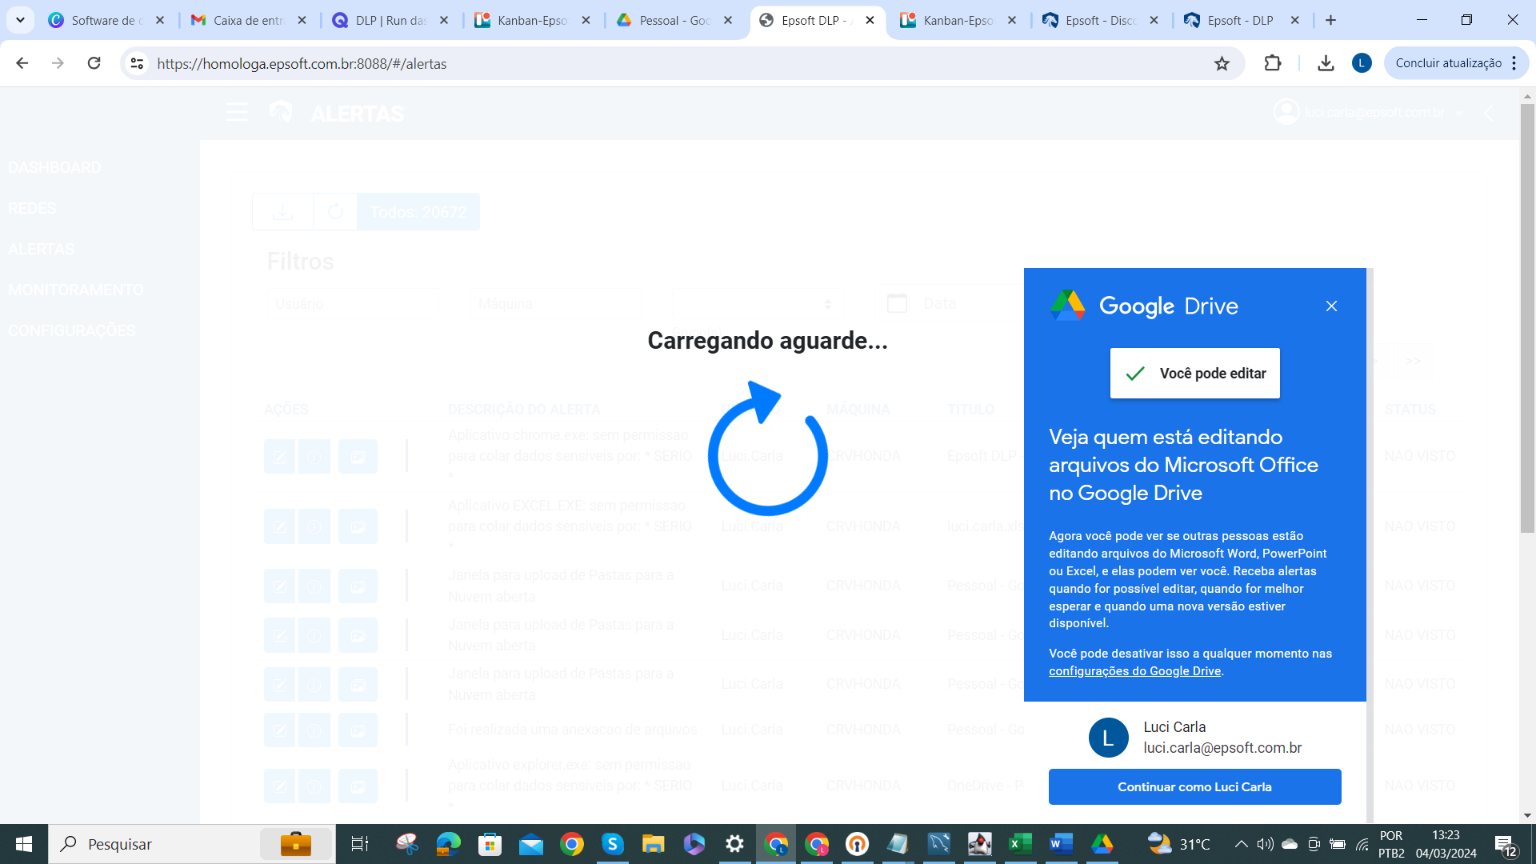 Software de c
Caixa de entr
DLP | Run das
Kanban-Epso
Pessoal - Goo
Epsoft DLP - A
Kanban-Epsof
Epsoft - Disco
Epsoft - DLP
https://homologa.epsoft.com.br:8088/#/alertas
L
Concluir atualização
ALERTAS
luci.carla@epsoft.com.br
DASHBOARD
REDES
ALERTAS
MONITORAMENTO
CONFIGURAÇÕES
Todos: 20672
Filtros
Usuário
Máquina
Data
>>
Carregando aguarde...
AÇÕES
DESCRIÇÃO DO ALERTA
MÁQUINA
TITULO
STATUS
Aplicativo chrome.exe: sem permissao
para colar dados sensiveis por: * SERIO
*
Luci.Carla
CRVHONDA
Epsoft DLP -
NAO VISTO
Aplicativo EXCEL.EXE: sem permissao
para colar dados sensiveis por: * SERIO
*
Luci.Carla
CRVHONDA
luci.carla.xls
NAO VISTO
Janela para upload de Pastas para a
Nuvem aberta
Luci.Carla
CRVHONDA
Pessoal - Go
NAO VISTO
Janela para upload de Pastas para a
Nuvem aberta
Luci.Carla
CRVHONDA
Pessoal - Go
NAO VISTO
Janela para upload de Pastas para a
Nuvem aberta
Luci.Carla
CRVHONDA
Pessoal - Go
NAO VISTO
Foi realizada uma anexacao de arquivos
Luci.Carla
CRVHONDA
Pessoal - Go
NAO VISTO
Aplicativo explorer.exe: sem permissao
para colar dados sensiveis por: * SERIO
*
Luci.Carla
CRVHONDA
OneDrive - P
NAO VISTO
Google Drive
Você pode editar
Veja quem está editando
arquivos do Microsoft Office
no Google Drive
Agora você pode ver se outras pessoas estão
editando arquivos do Microsoft Word, PowerPoint
ou Excel, e elas podem ver você. Receba alertas
quando for possível editar, quando for melhor
esperar e quando uma nova versão estiver
disponível.
Você pode desativar isso a qualquer momento nas
configurações do Google Drive.
L
Luci Carla
luci.carla@epsoft.com.br
Continuar como Luci Carla
Pesquisar
31°C
POR
PTB2
13:23
04/03/2024
12